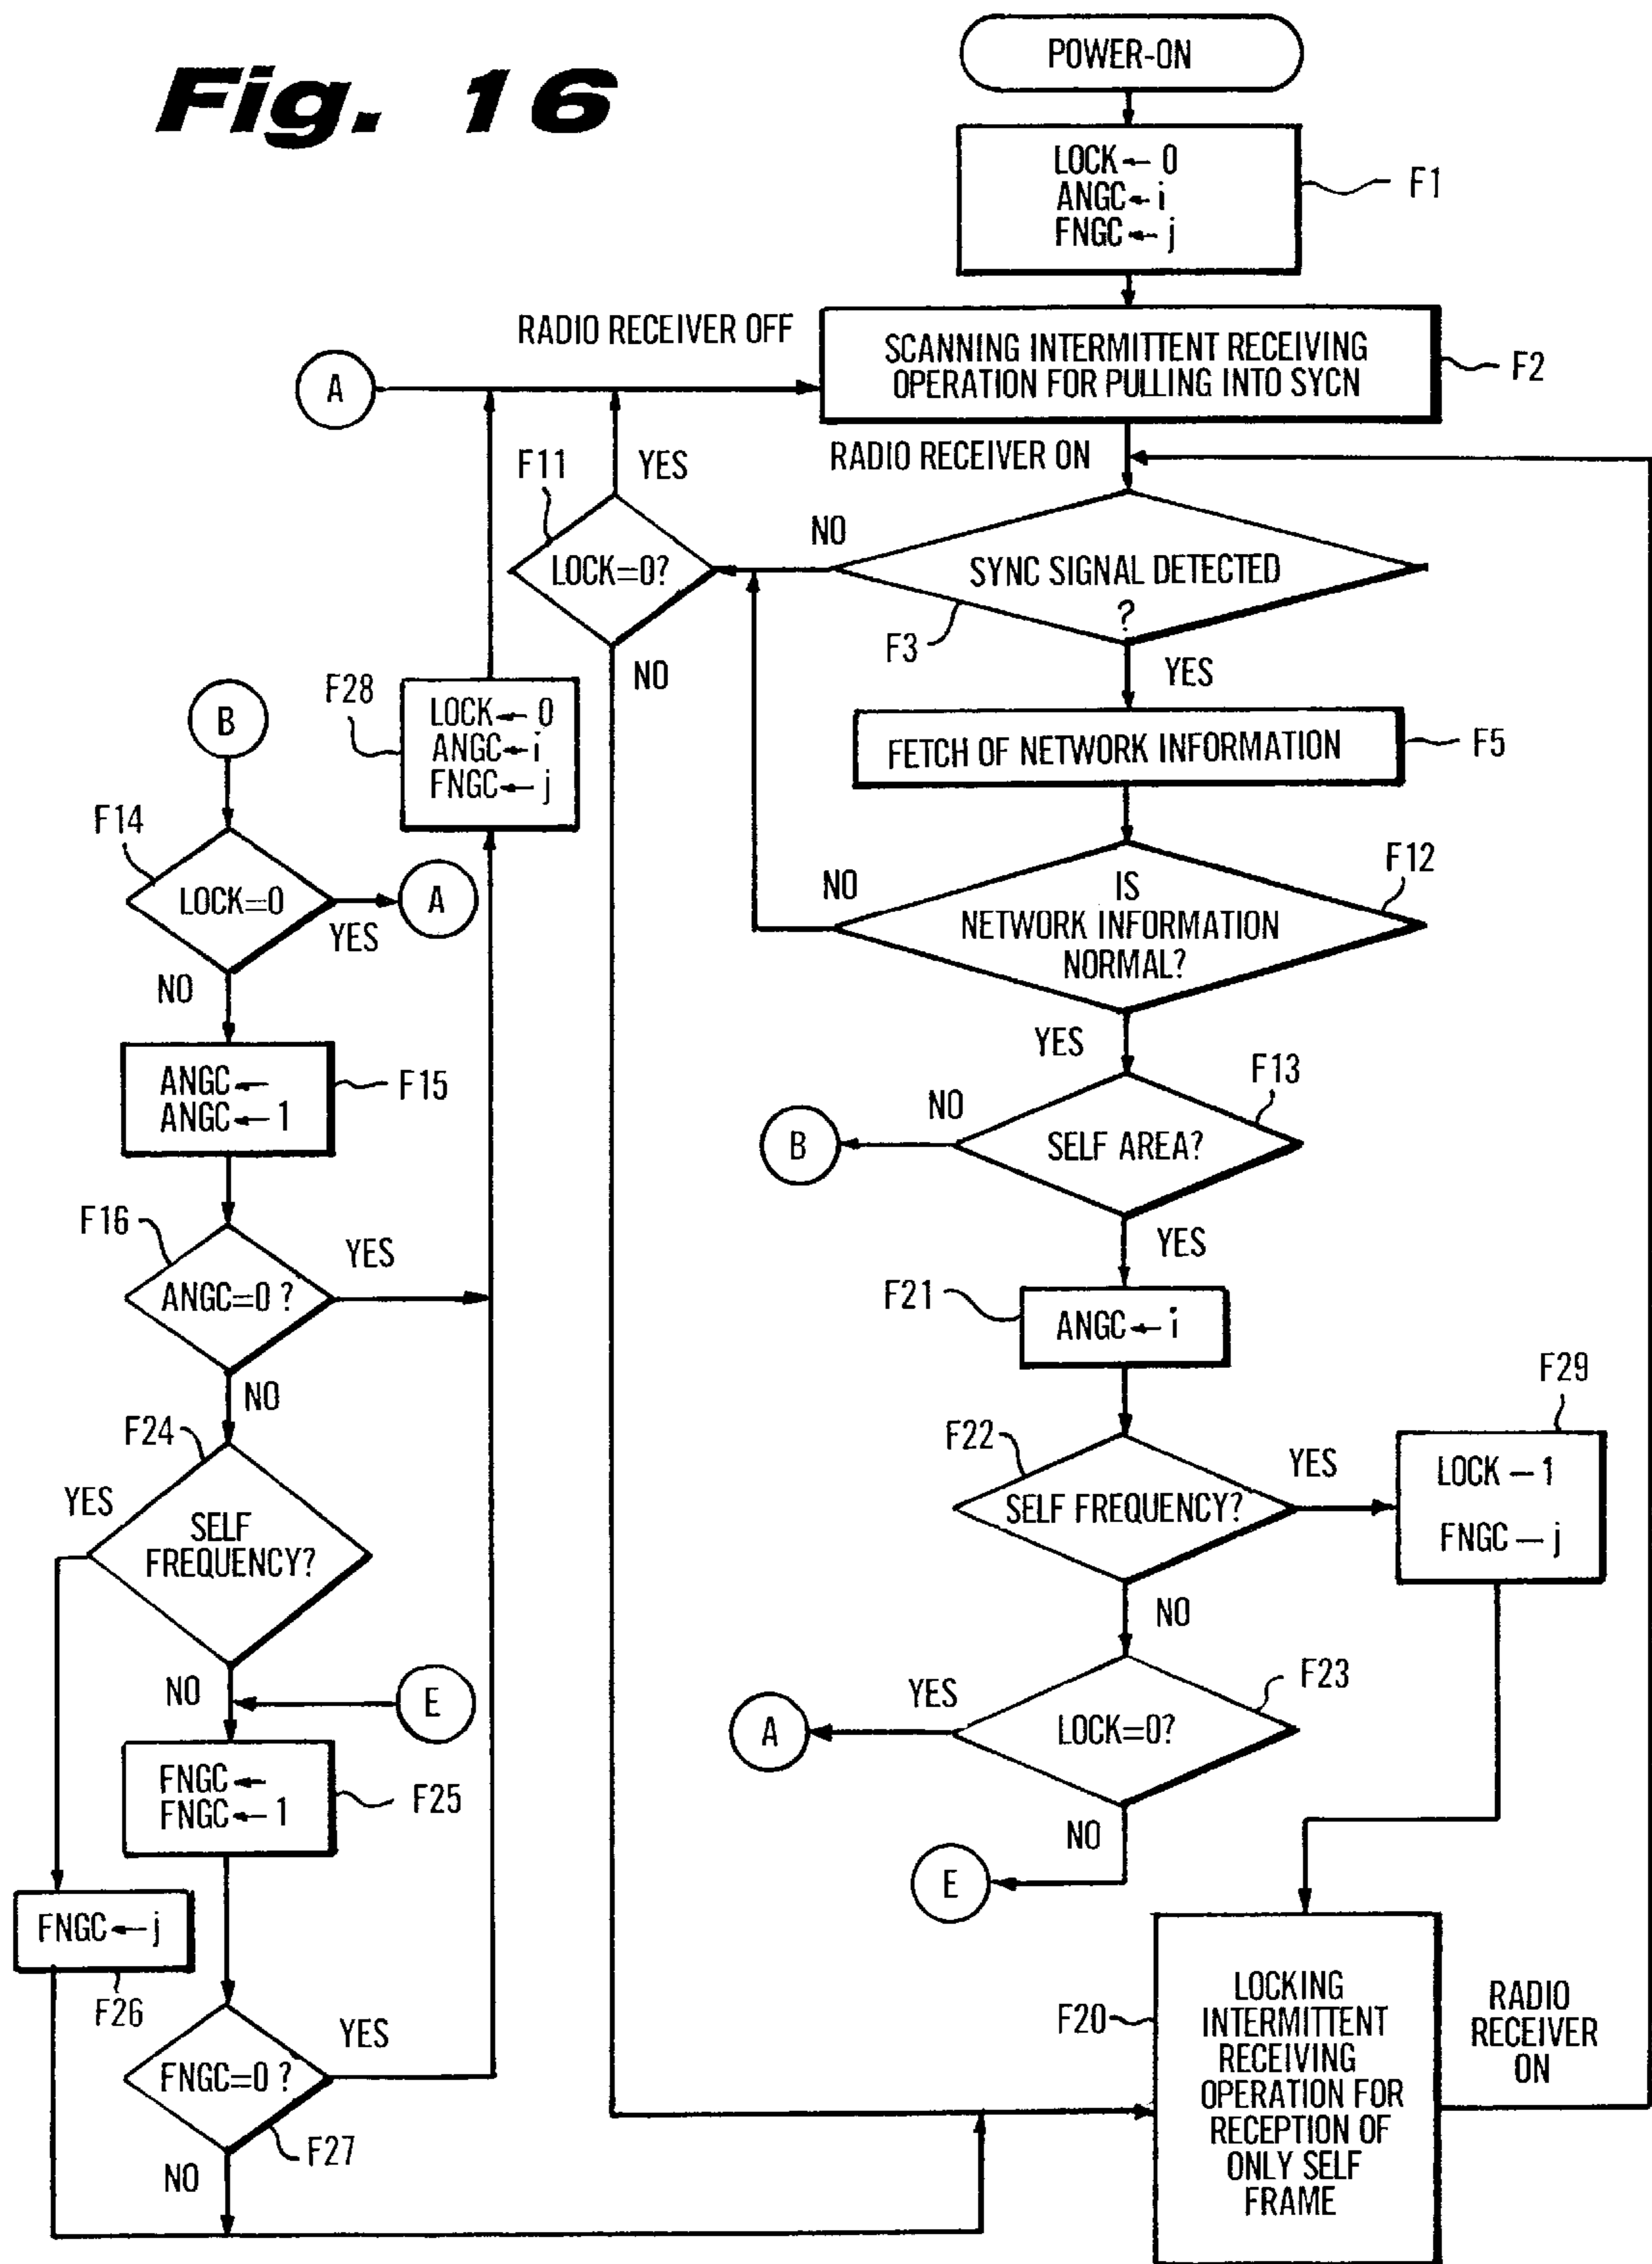 Fig. 16
POWER-ON
LOCK← 0
ANGC←i
FNGC←j
F1
RADIO RECEIVER OFF
A
SCANNING INTERMITTENT RECEIVING
OPERATION FOR PULLING INTO SYCN
F2
RADIO RECEIVER ON
F11
YES
LOCK=0?
NO
NO
SYNC SIGNAL DETECTED
?
F3
YES
F28
LOCK← 0
ANGC←i
FNGC← j
FETCH OF NETWORK INFORMATION
F5
B
F14
LOCK=0
YES
A
NO
NO
IS
NETWORK INFORMATION
NORMAL?
F12
YES
ANGC←
ANGC← 1
F15
NO
B
SELF AREA?
F13
YES
F16
ANGC=0 ?
YES
NO
F21
ANGC← i
F24
YES
SELF
FREQUENCY?
NO
E
F22
SELF FREQUENCY?
YES
NO
F29
LOCK – 1
FNGC – j
FNGC←
FNGC← 1
F25
A
YES
LOCK=0?
F23
NO
E
FNGC← j
F26
FNGC=0 ?
YES
F27
NO
F20
LOCKING
INTERMITTENT
RECEIVING
OPERATION FOR
RECEPTION OF
ONLY SELF
FRAME
RADIO
RECEIVER
ON